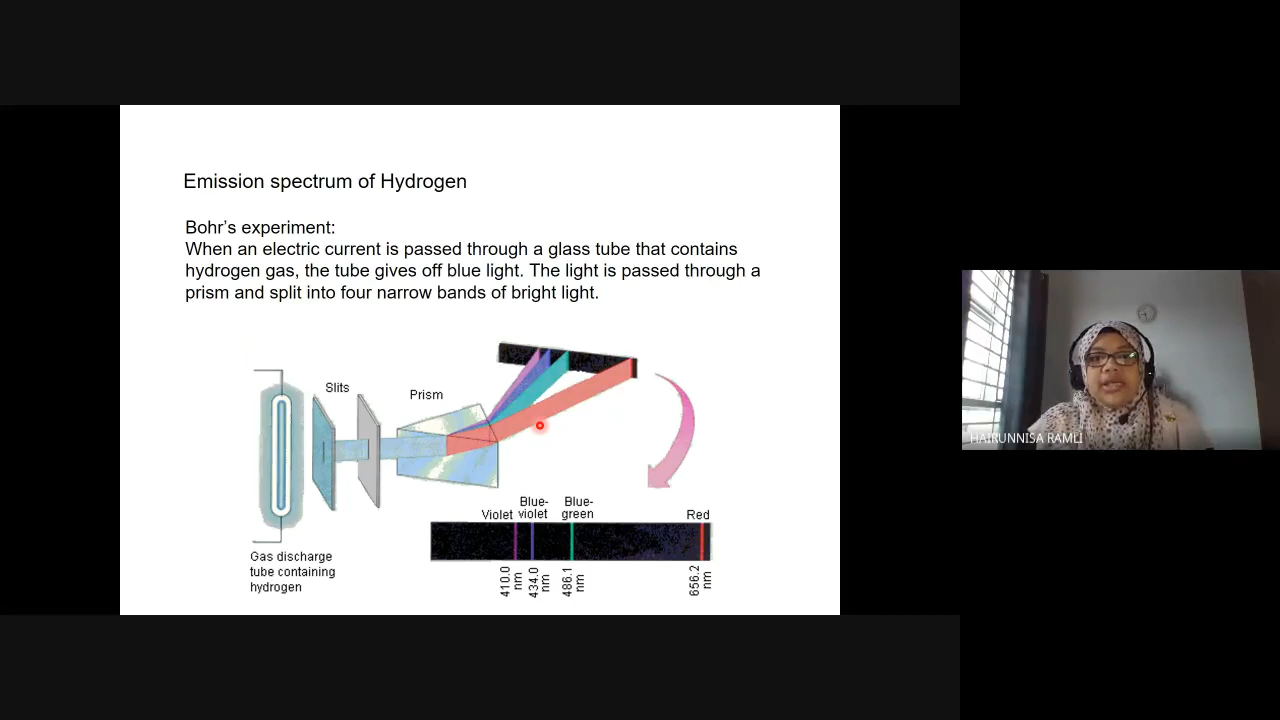 Emission spectrum of Hydrogen
Bohr's experiment:
When an electric current is passed through a glass tube that contains
hydrogen gas, the tube gives off blue light. The light is passed through a
prism and split into four narrow bands of bright light.
Slits
Prism
Gas discharge
tube containing
hydrogen
Violet
Blue-
violet
Blue-
green
Red
410.0
nm
434.0
nm
486.1
nm
656.2
nm
HAIRUNNISA RAMLI